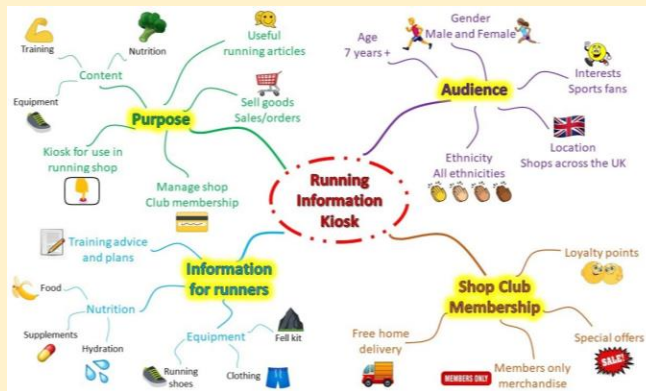 Training
Nutrition
Content
Equipment
Useful
running articles
Purpose
Sell goods
Sales/orders
Kiosk for use in
running shop
Manage shop
Club membership
Age
7 years +
Gender
Male and Female
Interests
Sports fans
Audience
Location
Shops across the UK
Ethnicity
All ethnicities
Running
Information
Kiosk
Training advice
and plans
Information
for runners
Food
Nutrition
Supplements
Hydration
Equipment
Fell kit
Running
shoes
Clothing
Loyalty points
Shop Club
Membership
Free home
delivery
MEMBERS ONLY
Members only
merchandise
Special offers
SALE!